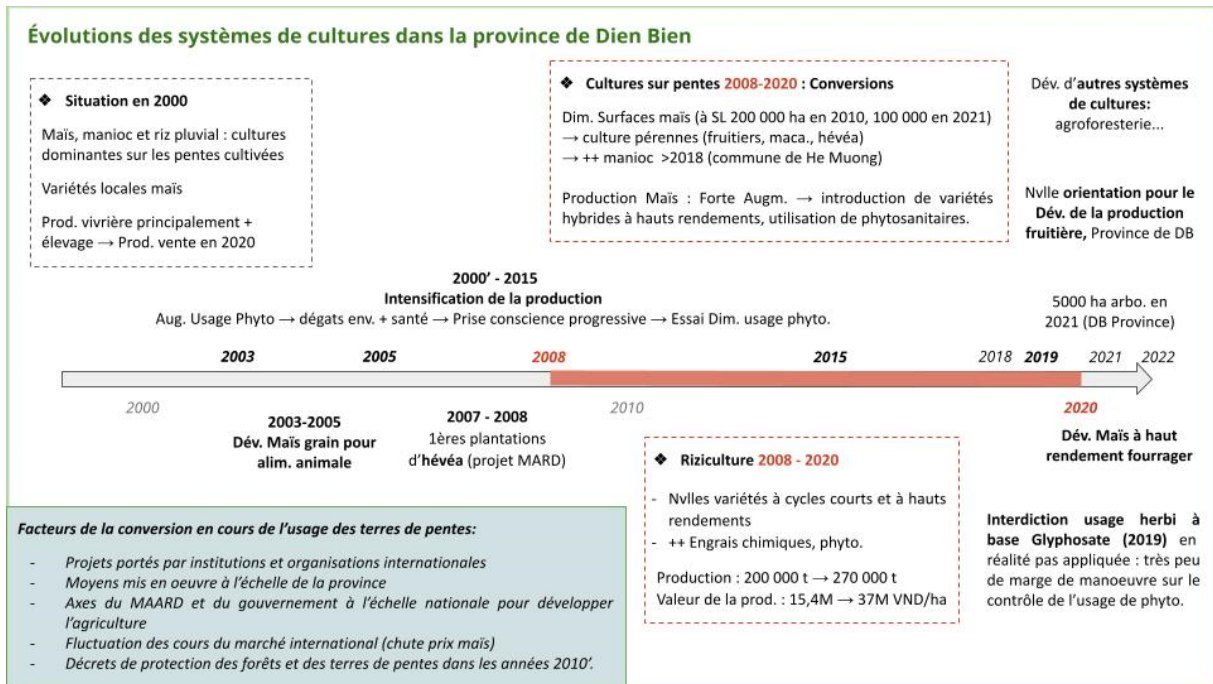 Évolutions des systèmes de cultures dans la province de Dien Bien
❖ Situation en 2000
Maïs, manioc et riz pluvial : cultures
dominantes sur les pentes cultivées
Variétés locales maïs
Prod. vivrière principalement +
élevage → Prod. vente en 2020
❖ Cultures sur pentes 2008-2020 : Conversions
Dim. Surfaces maïs (à SL 200 000 ha en 2010, 100 000 en 2021)
→ culture pérennes (fruitiers, maca., hévéa)
→ ++ manioc >2018 (commune de He Muong)
Production Maïs : Forte Augm. → introduction de variétés
hybrides à hauts rendements, utilisation de phytosanitaires.
Dév. d'autres systèmes
de cultures:
agroforesterie...
Nvlle orientation pour le
Dév. de la production
fruitière, Province de DB
2000' - 2015
Intensification de la production
Aug. Usage Phyto → dégats env. + santé → Prise conscience progressive → Essai Dim. usage phyto.
5000 ha arbo. en
2021 (DB Province)
2003 2005 2008 2015 2018 2019 2021 2022
2000 2010 2020
2003-2005
Dév. Maïs grain pour
alim. animale
2007 - 2008
1ères plantations
d'hévéa (projet MARD)
❖ Riziculture 2008 - 2020
- Nvlles variétés à cycles courts et à hauts
rendements
- ++ Engrais chimiques, phyto.
Production : 200 000 t → 270 000 t
Valeur de la prod. : 15,4M → 37M VND/ha
Dév. Maïs à haut
rendement fourrager
Interdiction usage herbi à
base Glyphosate (2019) en
réalité pas appliquée : très peu
de marge de manoeuvre sur le
contrôle de l'usage de phyto.
Facteurs de la conversion en cours de l'usage des terres de pentes:
- Projets portés par institutions et organisations internationales
- Moyens mis en oeuvre à l'échelle de la province
- Axes du MAARD et du gouvernement à l'échelle nationale pour développer
l'agriculture
- Fluctuation des cours du marché international (chute prix maïs)
- Décrets de protection des forêts et des terres de pentes dans les années 2010'.